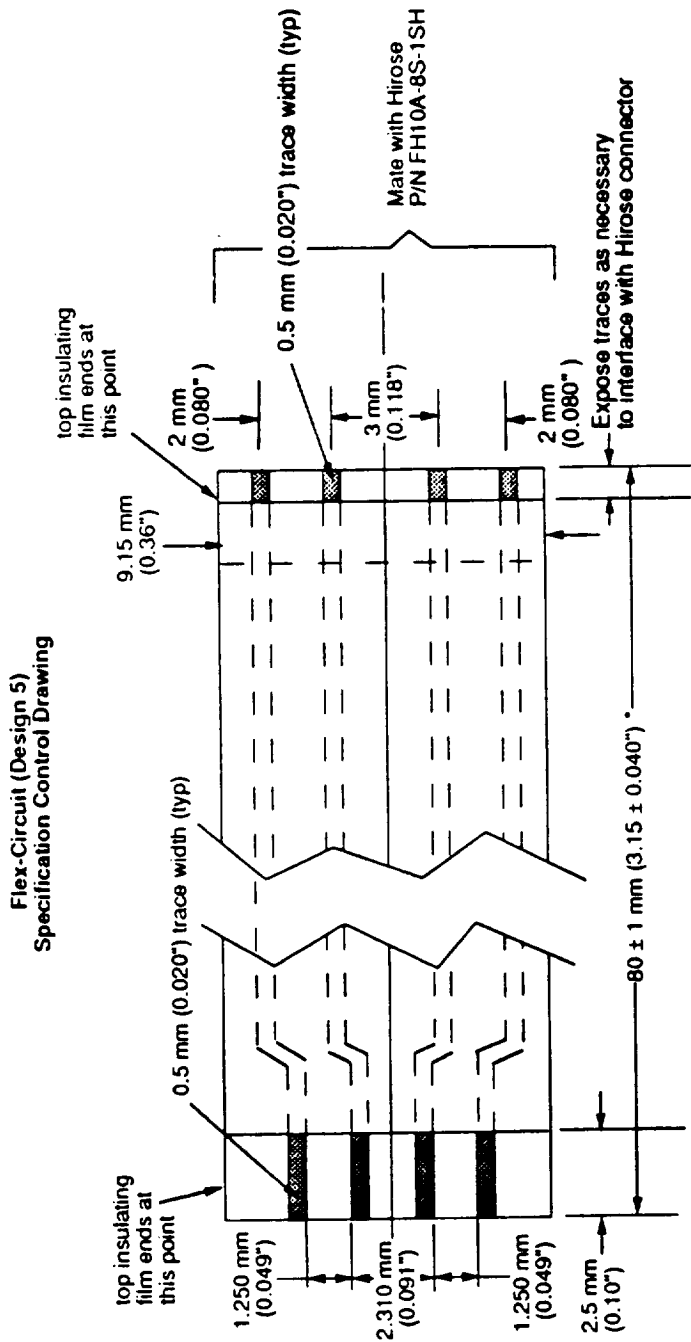 Flex-Circuit (Design 5)
Specification Control Drawing
top insulating
film ends at
this point
0.5 mm (0.020") trace width (typ)
9.15 mm
(0.36")
top insulating
film ends at
this point
2 mm
(0.080")
0.5 mm (0.020") trace width (typ)
3 mm
(0.118")
Mate with Hirose
P/N FH10A-8S-1SH
2 mm
(0.080")
1.250 mm
(0.049")
2.310 mm
(0.091")
1.250 mm
(0.049")
2.5 mm
(0.10")
80 ± 1 mm (3.15 ± 0.040") *
Expose traces as necessary
to Interface with Hirose connector